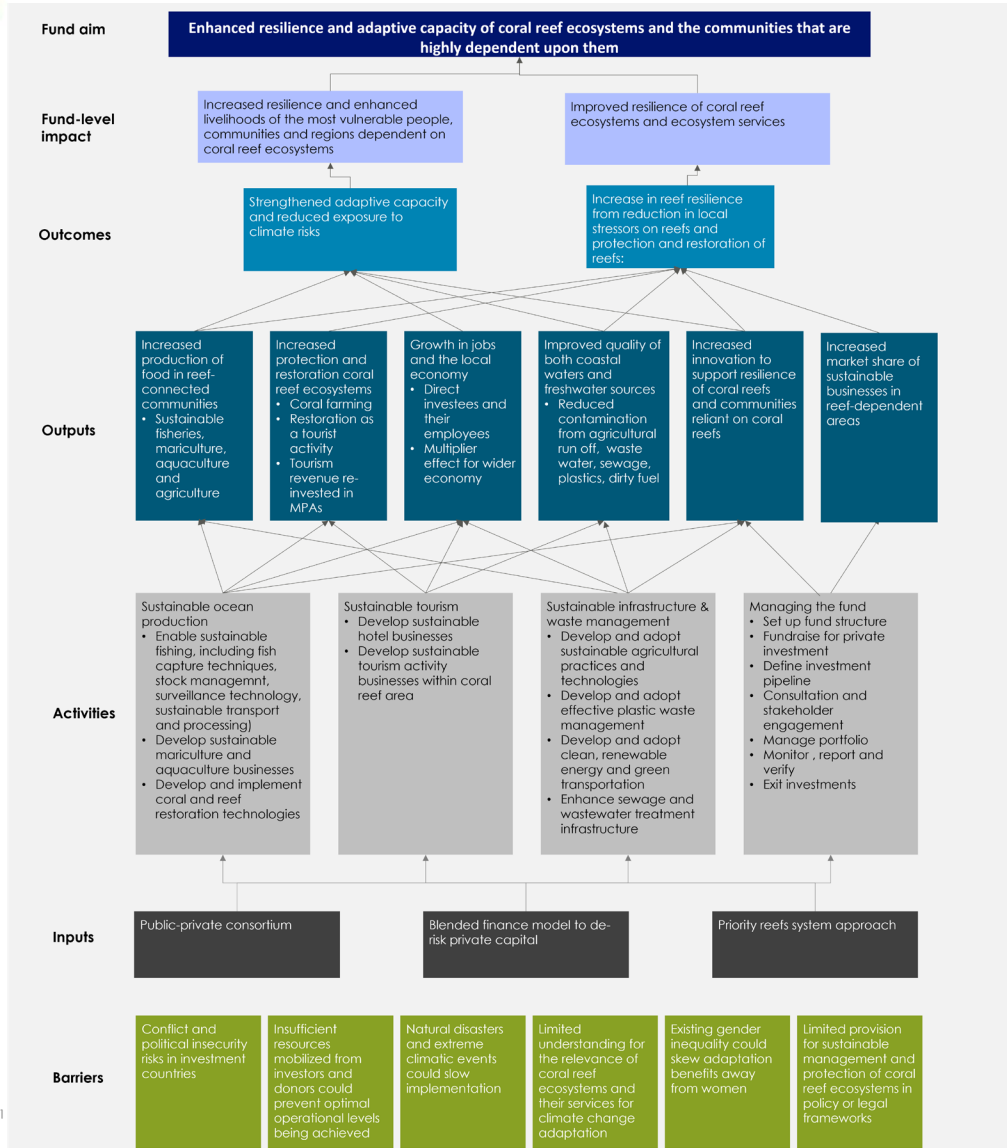 Fund aim
Enhanced resilience and adaptive capacity of coral reef ecosystems and the communities that are
highly dependent upon them
Fund-level
impact
Increased resilience and enhanced
livelihoods of the most vulnerable people,
communities and regions dependent on
coral reef ecosystems
Improved resilience of coral reef
ecosystems and ecosystem services
Outcomes
Strengthened adaptive capacity
and reduced exposure to
climate risks
Increase in reef resilience
from reduction in local
stressors on reefs and
protection and restoration of
reefs:
Outputs
Increased
production of
food in reef-
connected
communities
• Sustainable
fisheries,
mariculture,
aquaculture
and
agriculture
Increased
protection and
restoration coral
reef ecosystems
• Coral farming
• Restoration as
a tourist
activity
• Tourism
revenue re-
invested in
MPAs
Growth in jobs
and the local
economy
• Direct
investees and
their
employees
• Multiplier
effect for wider
economy
Improved quality of
both coastal
waters and
freshwater sources
• Reduced
contamination
from agricultural
run off, waste
water, sewage,
plastics, dirty fuel
Increased
innovation to
support resilience
of coral reefs
and communities
reliant on coral
reefs
Increased
market share of
sustainable
businesses in
reef-dependent
areas
Activities
Sustainable ocean
production
• Enable sustainable
fishing, including fish
capture techniques,
stock managemnt,
surveillance technology,
sustainable transport
and processing)
• Develop sustainable
mariculture and
aquaculture businesses
• Develop and implement
coral and reef
restoration technologies
Sustainable tourism
• Develop sustainable
hotel businesses
• Develop sustainable
tourism activity
businesses within coral
reef area
Sustainable infrastructure &
waste management
• Develop and adopt
sustainable agricultural
practices and
technologies
• Develop and adopt
effective plastic waste
management
• Develop and adopt
clean, renewable
energy and green
transportation
• Enhance sewage and
wastewater treatment
infrastructure
Managing the fund
• Set up fund structure
• Fundraise for private
investment
• Define investment
pipeline
• Consultation and
stakeholder
engagement
• Manage portfolio
• Monitor , report and
verify
• Exit investments
Inputs
Public-private consortium
Blended finance model to de-
risk private capital
Priority reefs system approach
Barriers
Conflict and
political insecurity
risks in investment
countries
Insufficient
resources
mobilized from
investors and
donors could
prevent optimal
operational levels
being achieved
Natural disasters
and extreme
climatic events
could slow
implementation
Limited
understanding for
the relevance of
coral reef
ecosystems and
their services for
climate change
adaptation
Existing gender
inequality could
skew adaptation
benefits away
from women
Limited provision
for sustainable
management and
protection of coral
reef ecosystems in
policy or legal
frameworks
1